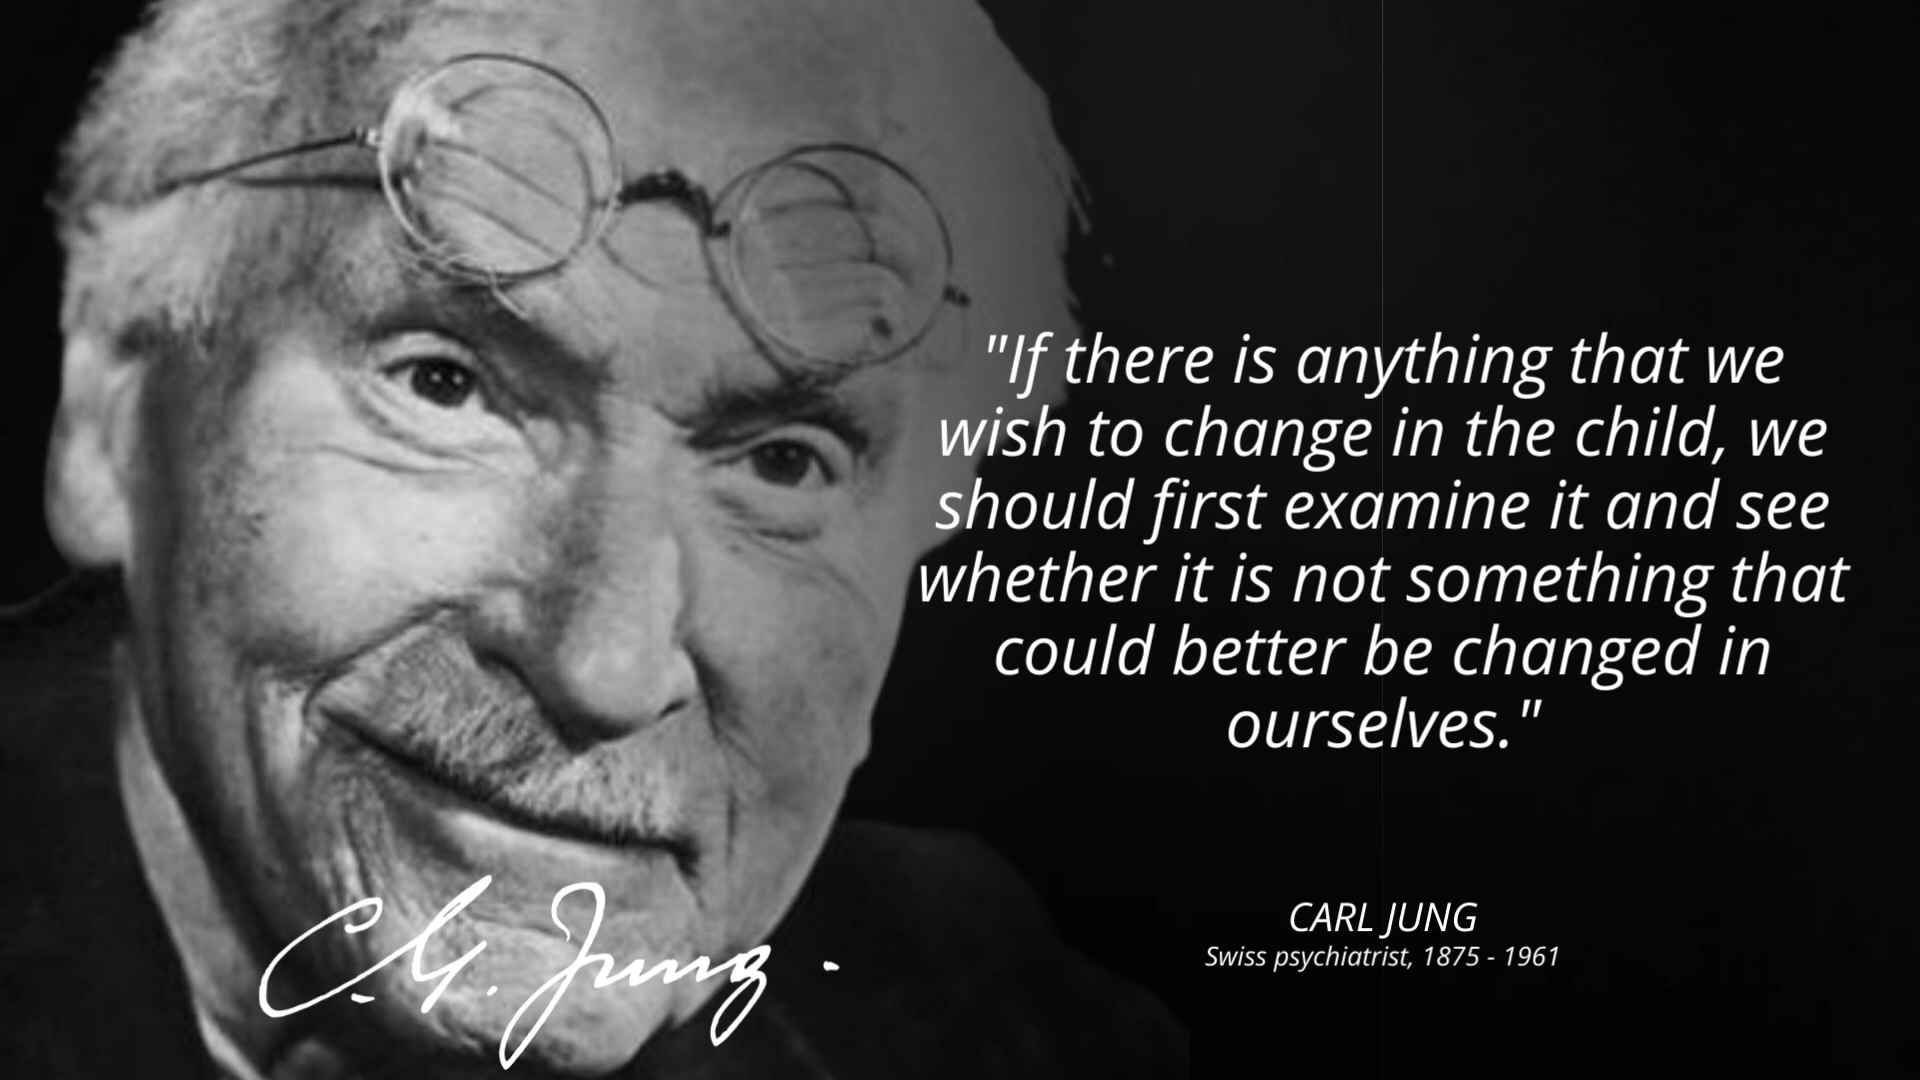 "If there is anything that we
wish to change in the child, we
should first examine it and see
whether it is not something that
could better be changed in
ourselves."
CARL JUNG
Swiss psychiatrist, 1875 - 1961
C. G. Jung.